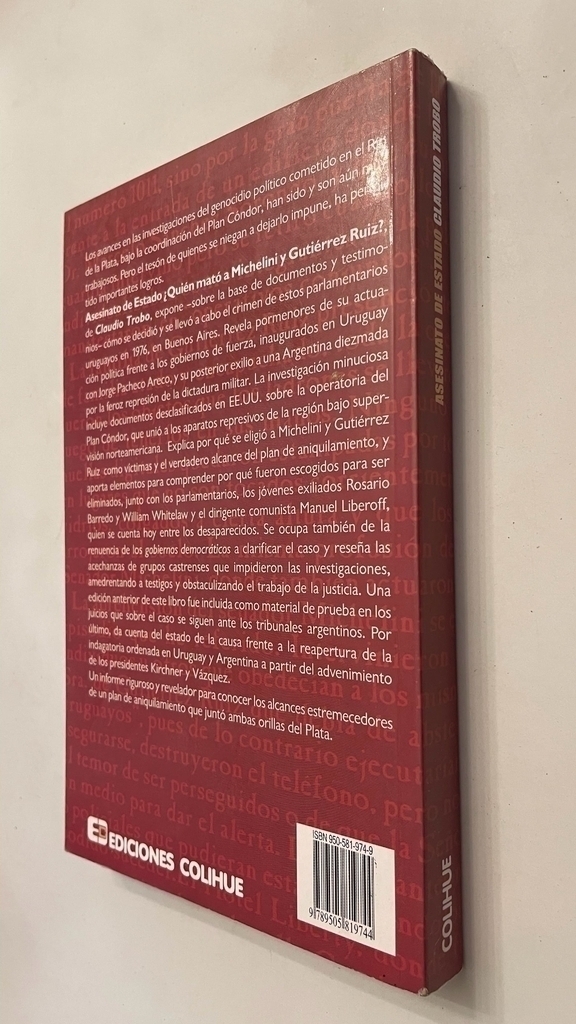 Los avances en las investigaciones del genocidio político cometido en el Río
de la Plata, bajo la coordinación del Plan Cóndor, han sido y son aún muy
trabajosos. Pero el tesón de quienes se niegan a dejarlo impune, ha permi-
tido importantes logros.
Asesinato de Estado ¿Quién mató a Michelini y Gutiérrez Ruiz?,
de Claudio Trobo, expone –sobre la base de documentos y testimo-
nios– cómo se decidió y se llevó a cabo el crimen de estos parlamentarios
uruguayos en 1976, en Buenos Aires. Revela pormenores de su actua-
ción política frente a los gobiernos de fuerza, inaugurados en Uruguay
con Jorge Pacheco Areco, y su posterior exilio a una Argentina diezmada
por la feroz represión de la dictadura militar. La investigación minuciosa
incluye documentos desclasificados en EE.UU. sobre la operatoria del
Plan Cóndor, que unió a los aparatos represivos de la región bajo super-
visión norteamericana. Explica por qué se eligió a Michelini y Gutiérrez
Ruiz como víctimas y el verdadero alcance del plan de aniquilamiento, y
aporta elementos para comprender por qué fueron escogidos para ser
eliminados, junto con los parlamentarios, los jóvenes exiliados Rosario
Barredo y William Whitelaw y el dirigente comunista Manuel Liberoff,
quien se cuenta hoy entre los desaparecidos. Se ocupa también de la
renuencia de los gobiernos democráticos a clarificar el caso y reseña las
acechanzas de grupos castrenses que impidieron las investigaciones,
amedrentando a testigos y obstaculizando el trabajo de la justicia. Una
edición anterior de este libro fue incluida como material de prueba en los
juicios que sobre el caso se siguen ante los tribunales argentinos. Por
último, da cuenta del estado de la causa frente a la reapertura de la
indagatoria ordenada en Uruguay y Argentina a partir del advenimiento
de los presidentes Kirchner y Vázquez.
Un informe riguroso y revelador para conocer los alcances estremecedores
de un plan de aniquilamiento que juntó ambas orillas del Plata.
EDICIONES COLIHUE
ISBN 950-581-974-9
9 789505 819744
ASESINATO DE ESTADO CLAUDIO TROBO
COLIHUE